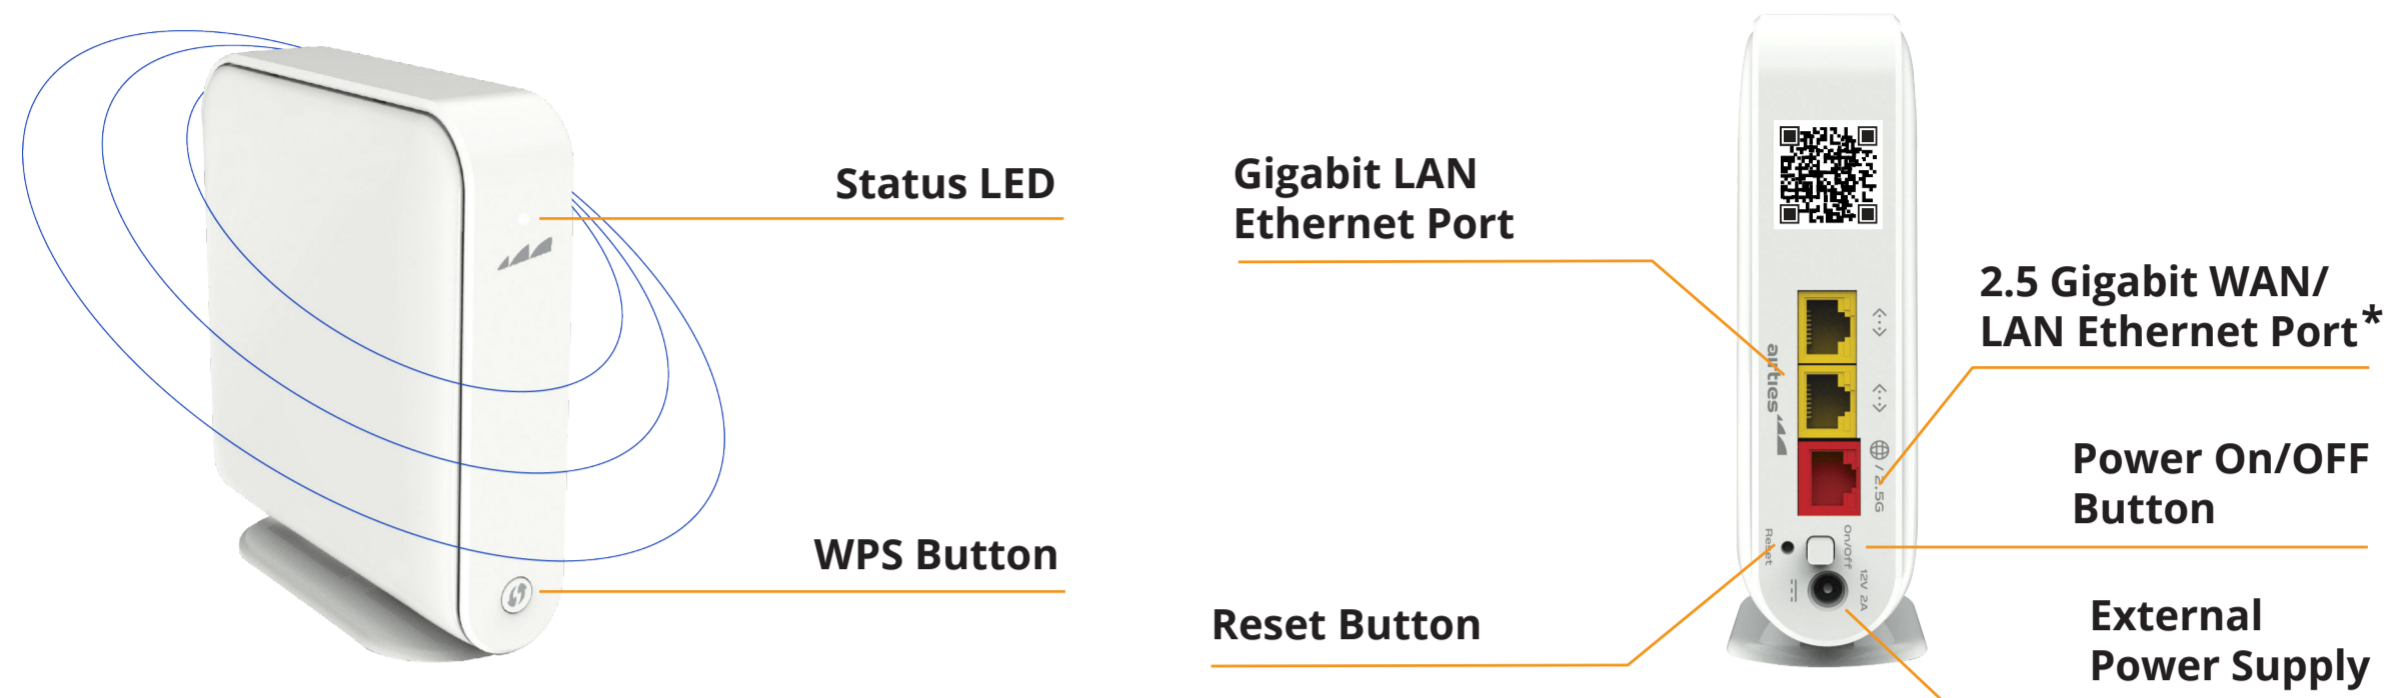 Status LED
WPS Button
Gigabit LAN
Ethernet Port
Reset Button
2.5 Gigabit WAN/
LAN Ethernet Port*
Power On/OFF
Button
External
Power Supply
airties
/ 2.5G
Reset
On/Off
12V 2A